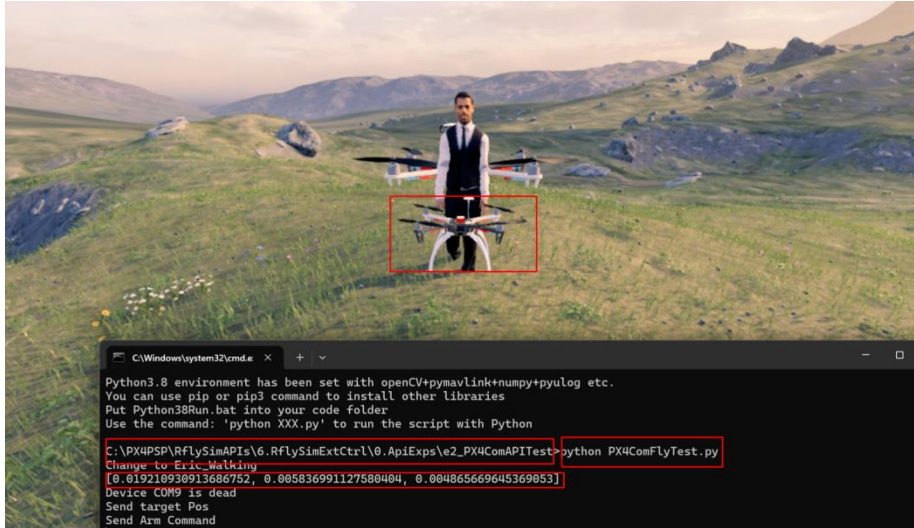 C:\Windows\system32\cmd.e: × + ⌄
Python3.8 environment has been set with openCV+pymavlink+numpy+pyulog etc.
You can use pip or pip3 command to install other libraries
Put Python38Run.bat into your code folder
Use the command: 'python XXX.py' to run the script with Python
C:\PX4PSP\RflySimAPIs\6.RflySimExtCtrl\0.ApiExps\e2_PX4ComAPITest>python PX4ComFlyTest.py
Change to Eric_Walking
[0.019210930913686752, 0.005836991127580404, 0.004865669645369053]
Device COM9 is dead
Send target Pos
Send Arm Command